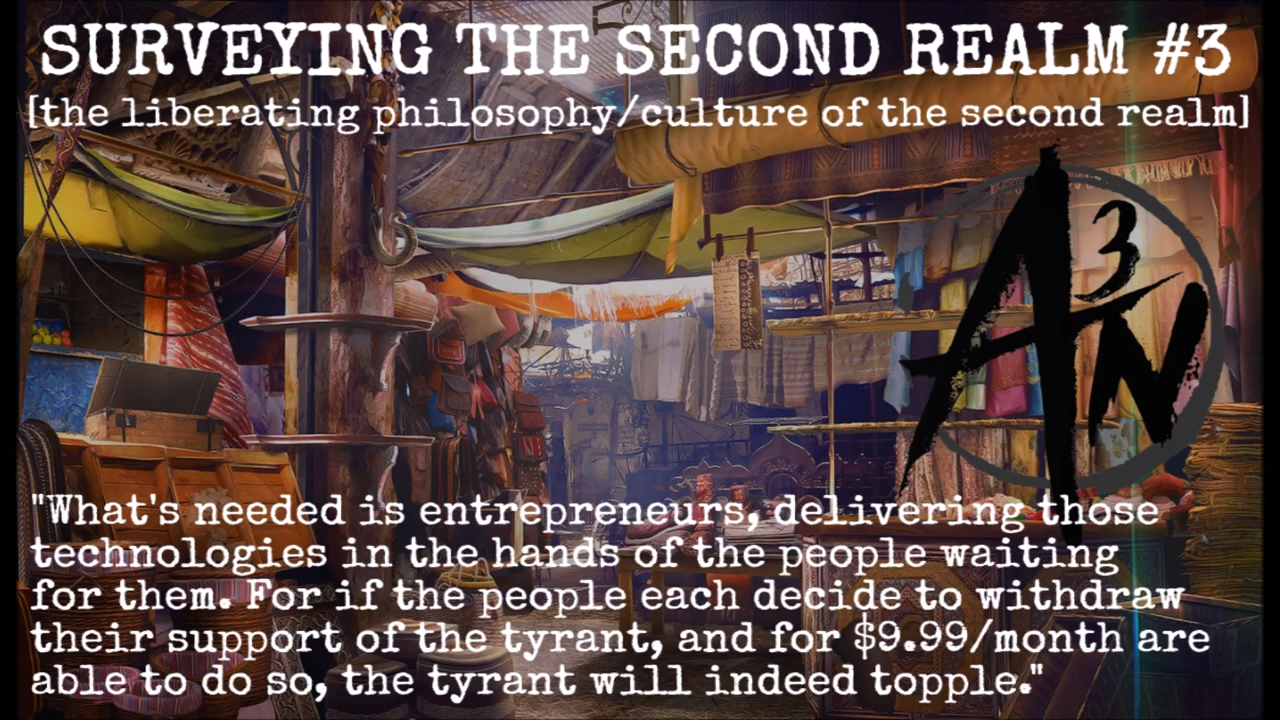 SURVEYING THE SECOND REALM #3
[the liberating philosophy/culture of the second realm]
A3N
"What's needed is entrepreneurs, delivering those
technologies in the hands of the people waiting
for them. For if the people each decide to withdraw
their support of the tyrant, and for $9.99/month are
able to do so, the tyrant will indeed topple."